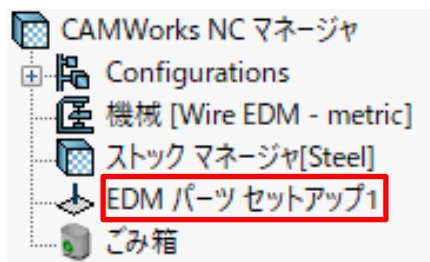 CAMWorks NC マネージャ
Configurations
機械 [Wire EDM - metric]
ストック マネージャ[Steel]
EDM パーツ セットアップ1
ごみ箱